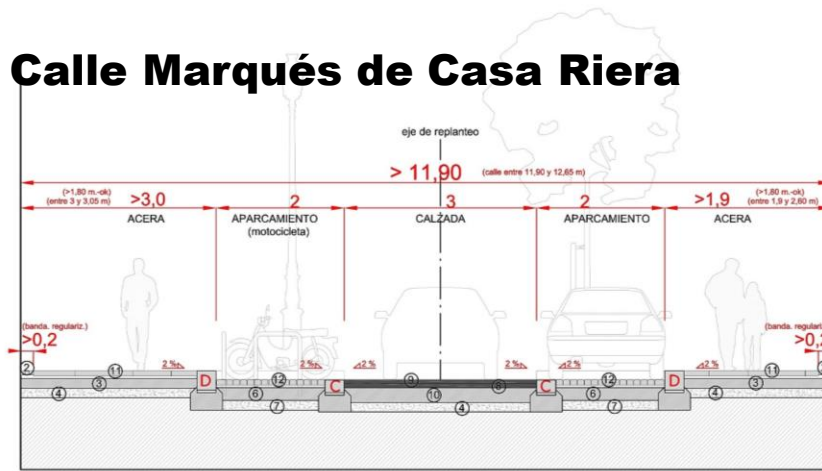 Calle Marqués de Casa Riera
eje de replanteo
> 11,90 (calle entre 11,90 y 12,65 m)
(>1,80 m.-ok)
(entre 3 y 3,05 m)
>3,0
ACERA
2
APARCAMIENTO
(motocicleta)
3
CALZADA
2
APARCAMIENTO
>1,9
(>1,80 m.-ok)
(entre 1,9 y 2,60 m)
ACERA
(banda. regulariz.)
>0,2
(banda. regulariz
>0,2
2 % 2 % 2 % 2 % 2 % 2 %
2 11 D 12 C 9 8 C 12 D 11
3 6 10 6 3
4 7 4 7 4